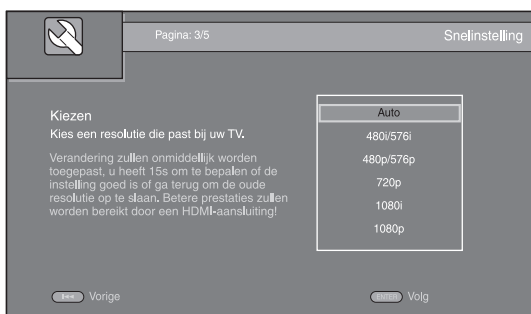 Pagina: 3/5
Snelinstelling
Kiezen
Kies een resolutie die past bij uw TV.
Verandering zullen onmiddelijk worden
toegepast, u heeft 15s om te bepalen of de
instelling goed is of ga terug om de oude
resolutie op te slaan. Betere prestaties zullen
worden bereikt door een HDMI-aansluiting!
Auto
480i/576i
480p/576p
720p
1080i
1080p
Vorige
ENTER Volg